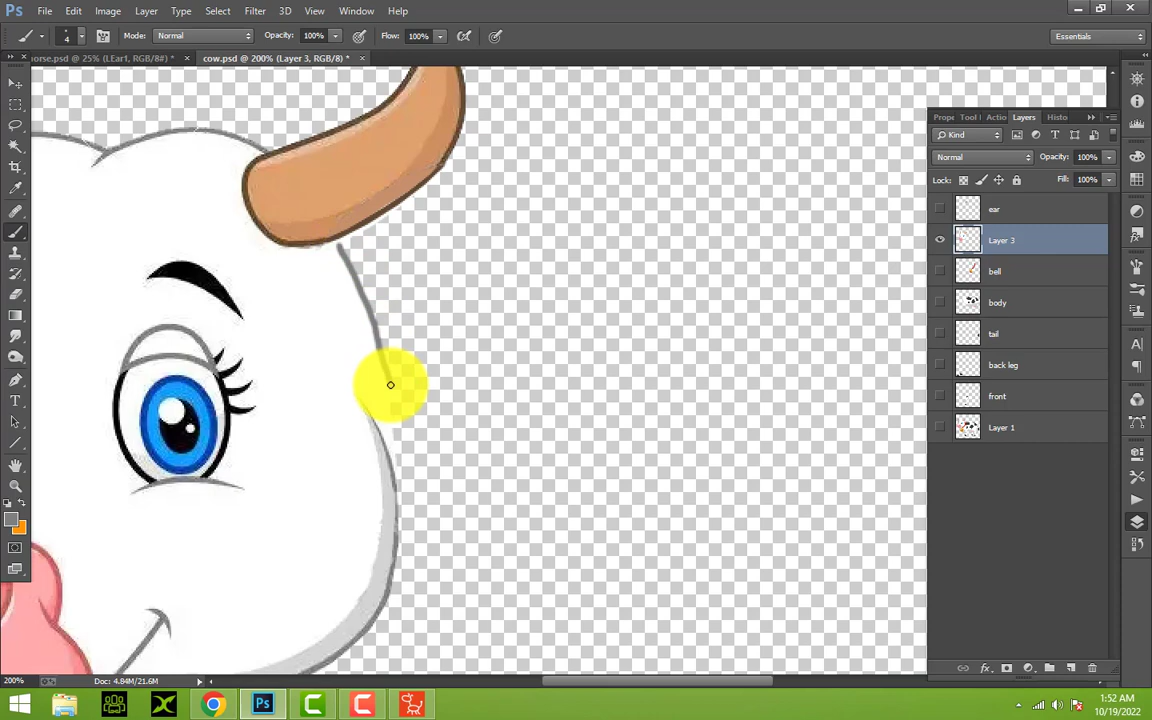 Ps File Edit Image Layer Type Select Filter 3D View Window Help
4 Mode: Normal Opacity: 100% Flow: 100% Essentials
horse.psd @ 25% (LEar1, RGB/8#) * × cow.psd @ 200% (Layer 3, RGB/8) * ×
Prope Tool I Actio Layers Histo
Kind
Normal Opacity: 100%
Lock: Fill: 100%
ear
Layer 3
bell
body
tail
back leg
front
Layer 1
200% Doc: 4.84M/21.6M
1:52 AM
10/19/2022